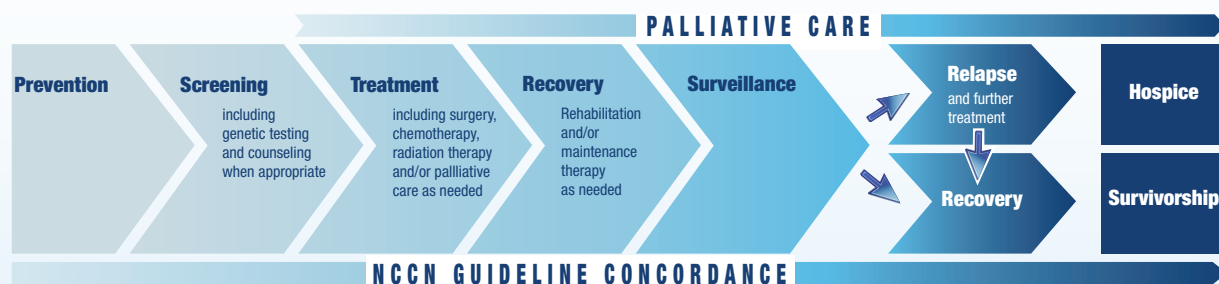 PALLIATIVE CARE
Prevention
Screening
including
genetic testing
and counseling
when appropriate
Treatment
including surgery,
chemotherapy,
radiation therapy
and/or pallliative
care as needed
Recovery
Rehabilitation
and/or
maintenance
therapy
as needed
Surveillance
Relapse
and further
treatment
Recovery
Hospice
Survivorship
NCCN GUIDELINE CONCORDANCE